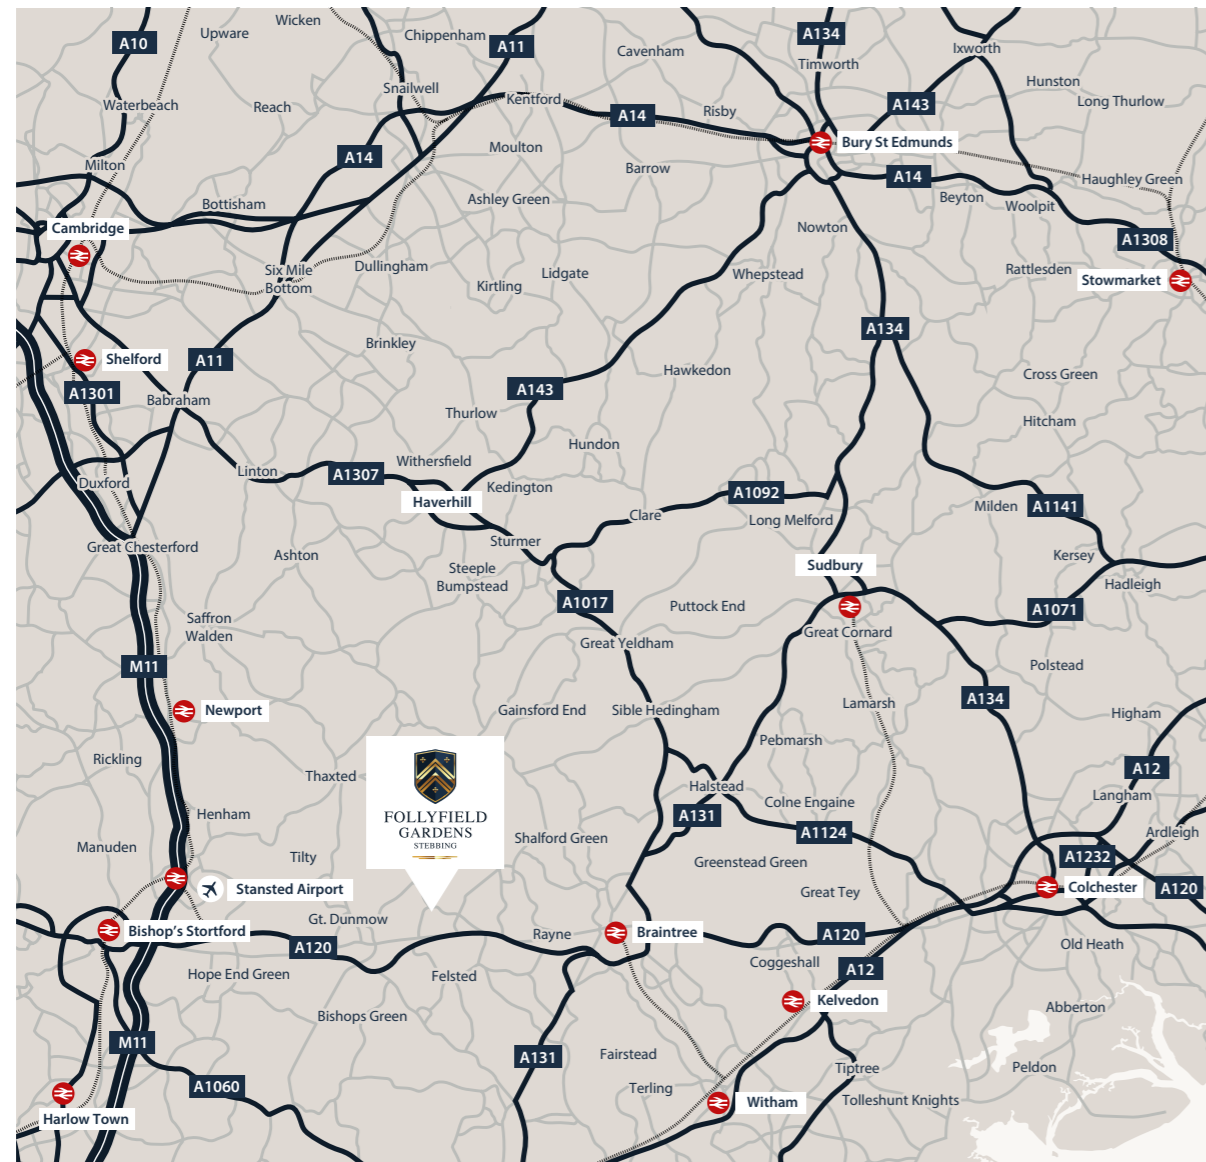 Wicken
Upware
Chippenham
A10
A11
A134
Cavenham
Timworth
Ixworth
Hunston
Snailwell
Waterbeach
Reach
Kentford
A14
Risby
A143
Long Thurlow
Bury St Edmunds
Milton
A14
Moulton
Barrow
A14
Haughley Green
Bottisham
Ashley Green
Beyton
Woolpit
Cambridge
Nowton
A1308
Six Mile
Bottom
Dullingham
Kirtling
Lidgate
Whepstead
Rattlesden
Stowmarket
A134
Brinkley
Shelford
A11
Hawkedon
Cross Green
A1301
Babraham
A143
Thurlow
Hitcham
Hundon
Linton
A1307
Withersfield
Duxford
Haverhill
Kedington
A1092
Clare
Long Melford
Milden
A1141
Great Chesterford
Ashton
Sturmer
Steeple
Bumpstead
Sudbury
Kersey
Hadleigh
A1017
Puttock End
A1071
Saffron
Walden
Great Yeldham
Great Cornard
M11
Polstead
Newport
Gainsford End
Sible Hedingham
Lamarsh
A134
Higham
Rickling
Thaxted
Pebmarsh
A12
Halstead
Langham
Henham
FOLLYFIELD
GARDENS
STEBBING
A131
Colne Engaine
A1124
Ardleigh
Manuden
Tilty
Shalford Green
Greenstead Green
A1232
Stansted Airport
Great Tey
Colchester
A120
Bishop's Stortford
Gt. Dunmow
A120
Rayne
Braintree
A120
Old Heath
Hope End Green
Felsted
Coggeshall
A12
Kelvedon
Abberton
Bishops Green
M11
A131
Fairstead
Tiptree
Peldon
A1060
Terling
Harlow Town
Witham
Tolleshunt Knights